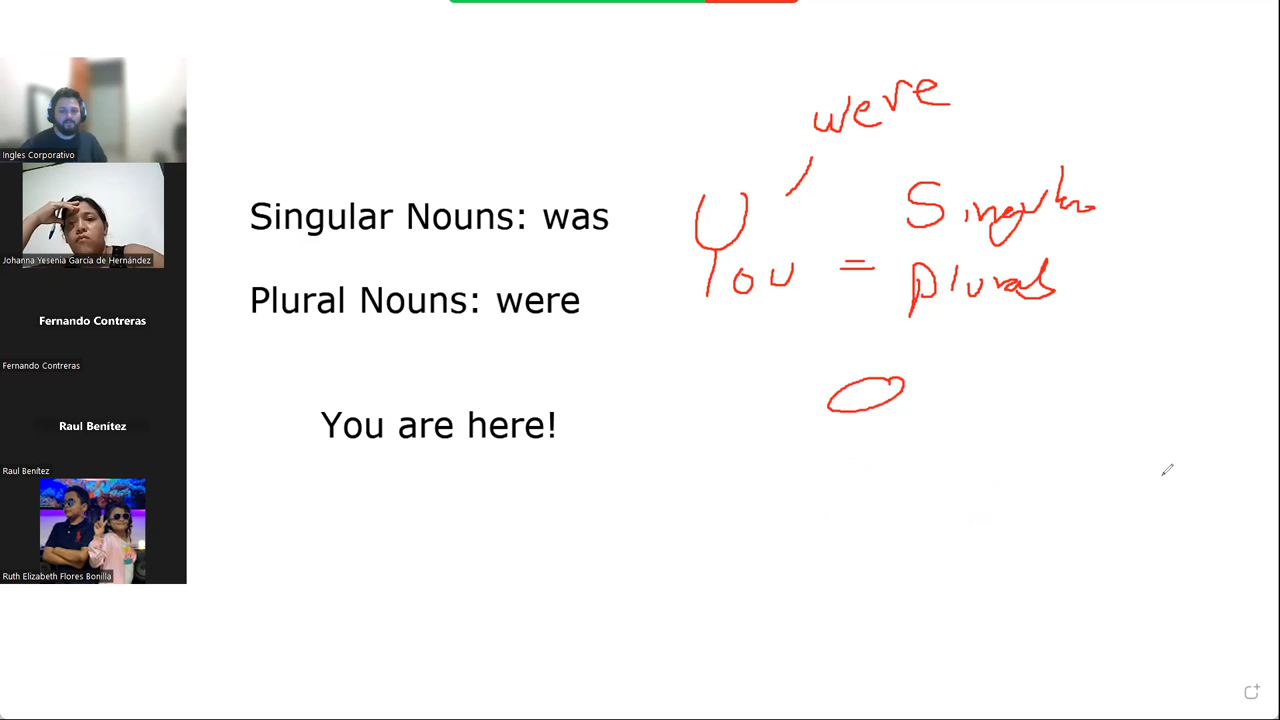 Ingles Corporativo
Johanna Yesenia García de Hernández
Fernando Contreras
Fernando Contreras
Raul Benítez
Raul Benítez
Ruth Elizabeth Flores Bonilla
Singular Nouns: was
Plural Nouns: were
You are here!
were
You = Singular
plural